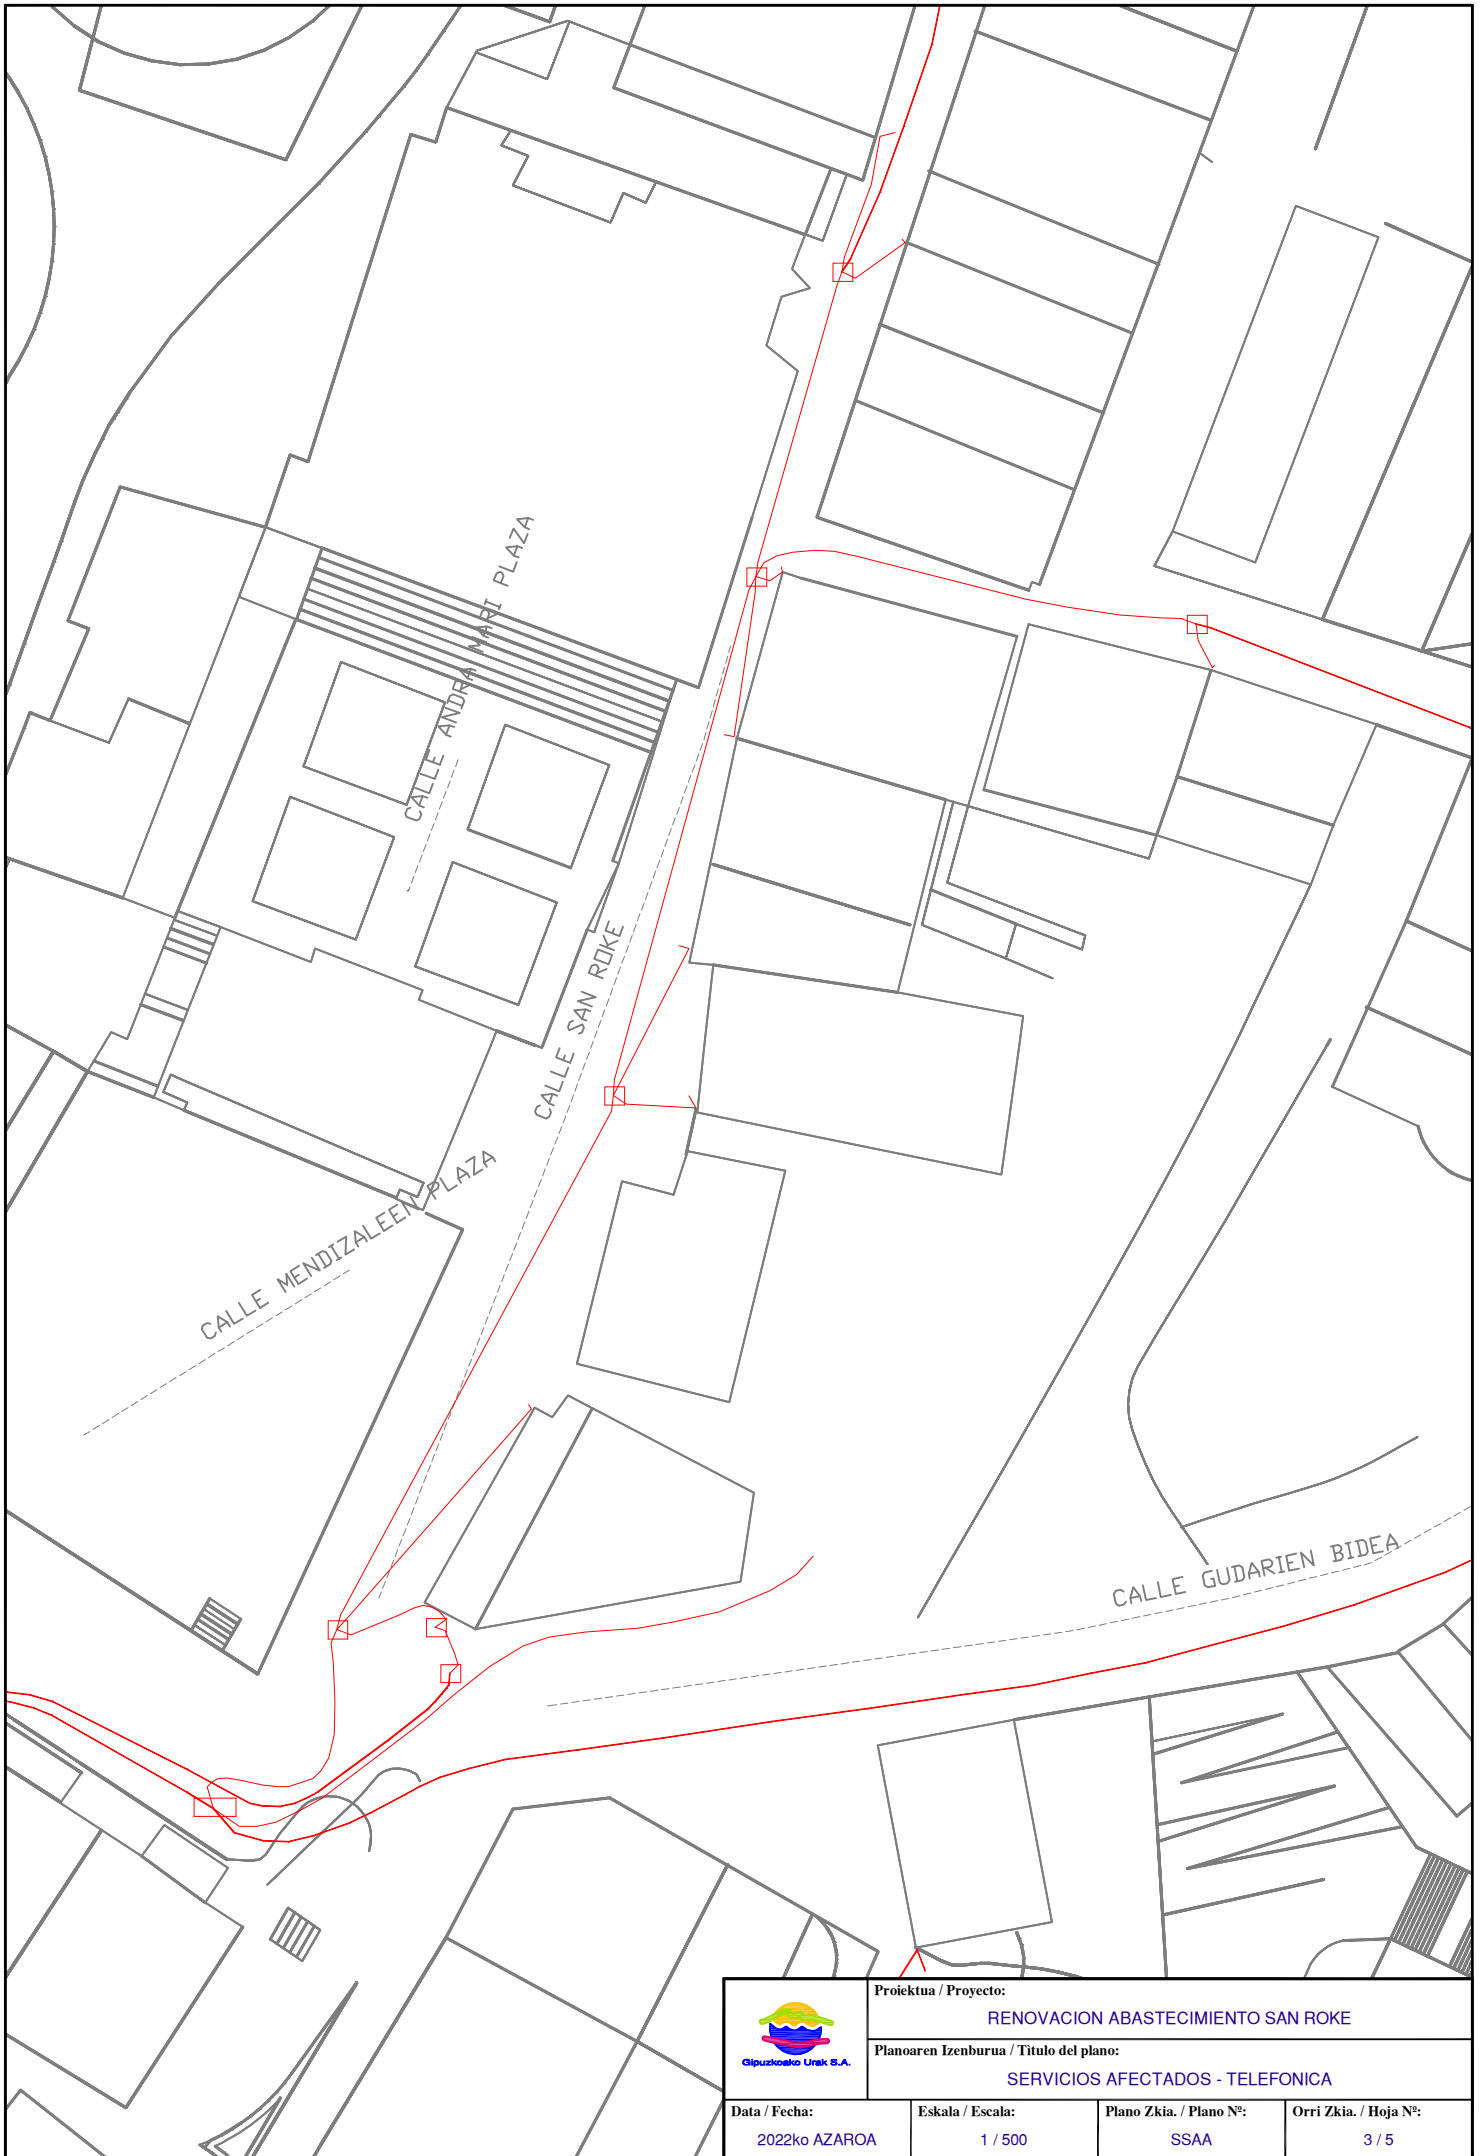 CALLE ANDRA MARI PLAZA
CALLE SAN ROKE
CALLE MENDIZALEEN PLAZA
CALLE GUDARIEN BIDEA
Gipuzkoako Urak S.A.
Proiektua / Proyecto:
RENOVACION ABASTECIMIENTO SAN ROKE
Planoaren Izenburua / Titulo del plano:
SERVICIOS AFECTADOS - TELEFONICA
Data / Fecha:
2022ko AZAROA
Eskala / Escala:
1 / 500
Plano Zkia. / Plano Nº:
SSAA
Orri Zkia. / Hoja Nº:
3 / 5